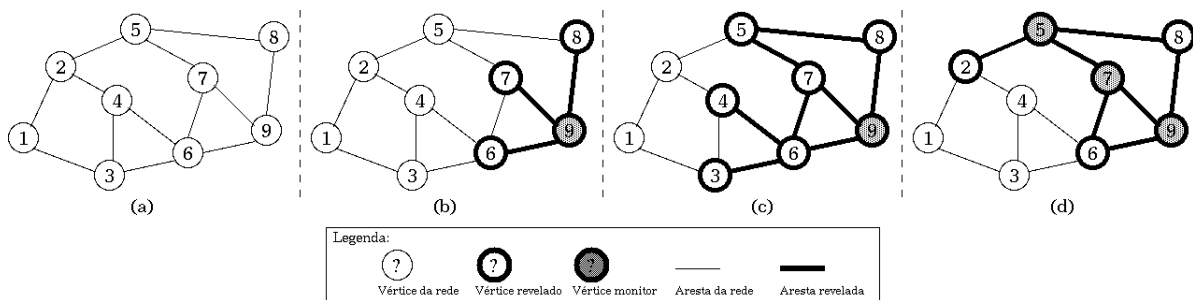 5 8 2 7 4 1 9 6 3
(a)
5 8 2 7 4 1 9 6 3
(b)
5 8 2 7 4 1 9 6 3
(c)
5 8 2 7 4 1 9 6 3
(d)
Legenda:
? ? ?
Vértice da rede Vértice revelado Vértice monitor Aresta da rede Aresta revelada